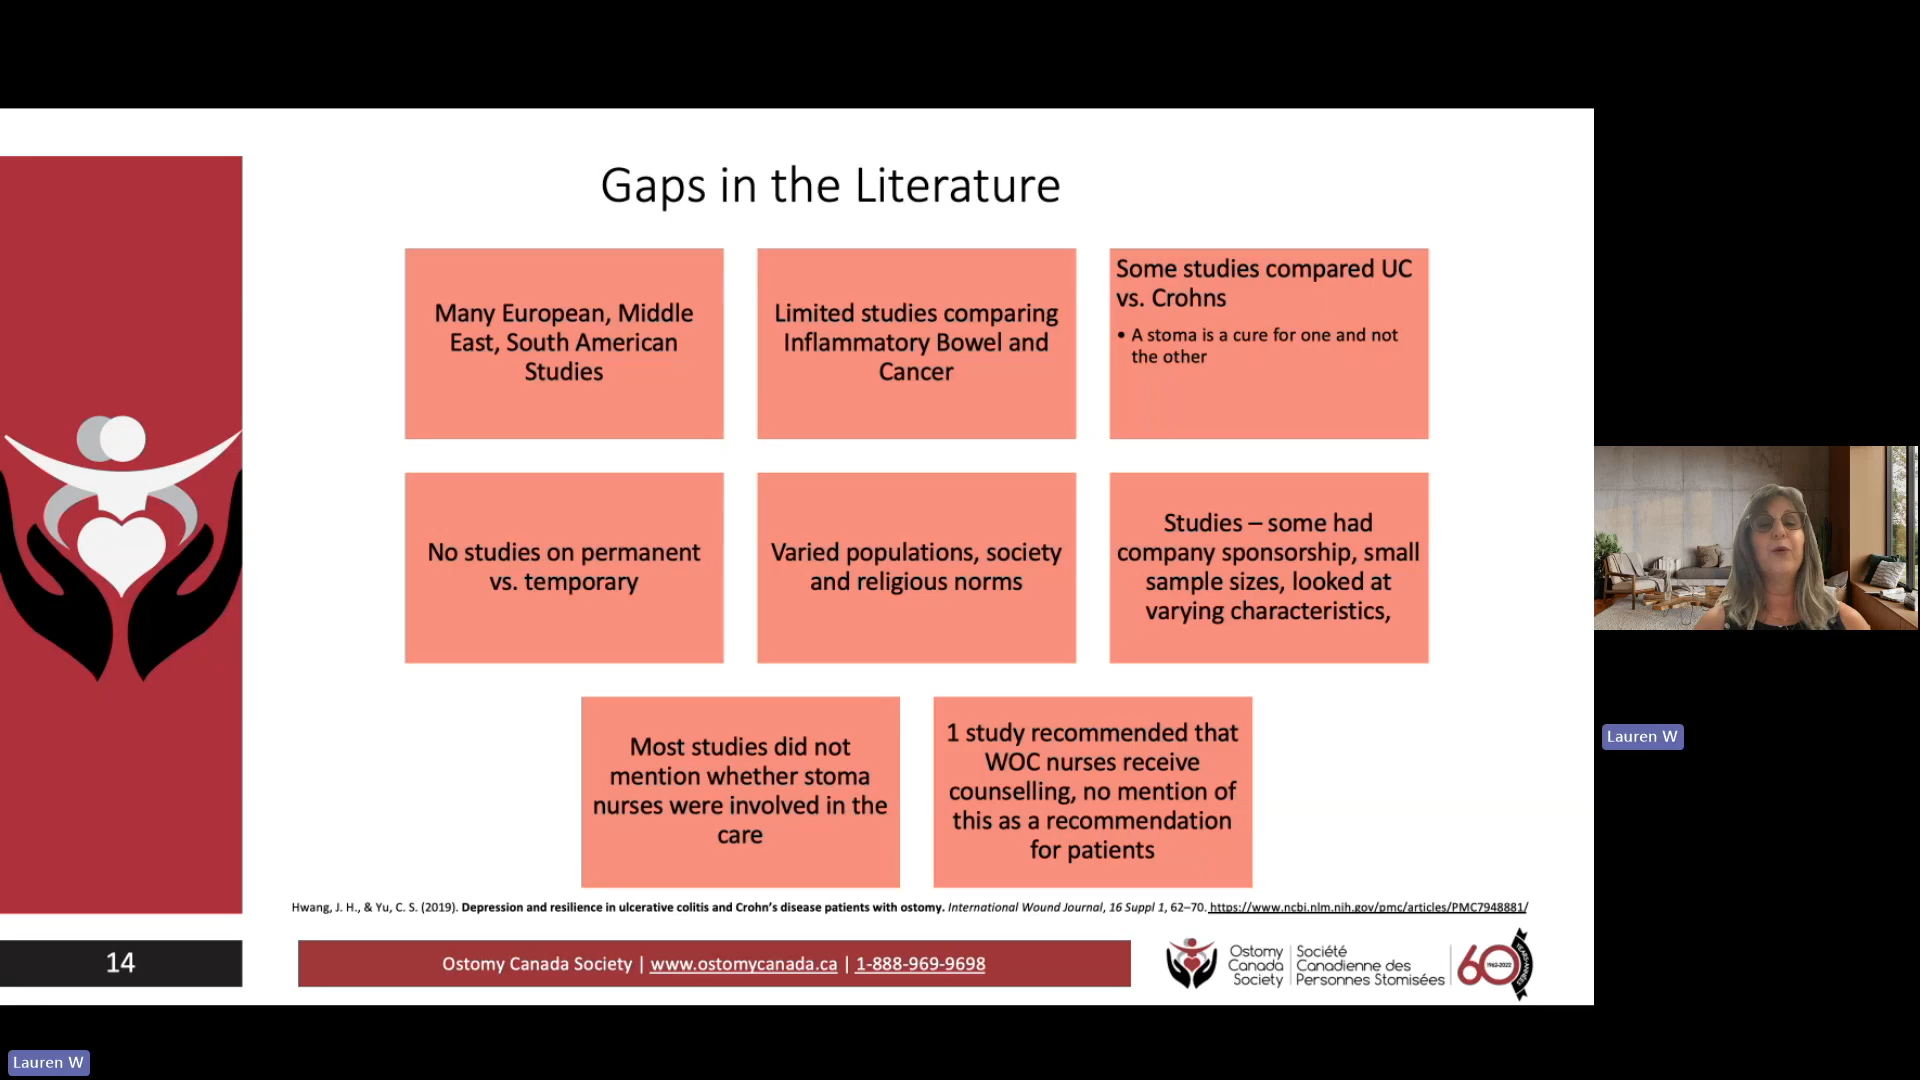 Gaps in the Literature
Many European, Middle
East, South American
Studies
Limited studies comparing
Inflammatory Bowel and
Cancer
Some studies compared UC
vs. Crohns
• A stoma is a cure for one and not
the other
No studies on permanent
vs. temporary
Varied populations, society
and religious norms
Studies – some had
company sponsorship, small
sample sizes, looked at
varying characteristics,
Most studies did not
mention whether stoma
nurses were involved in the
care
1 study recommended that
WOC nurses receive
counselling, no mention of
this as a recommendation
for patients
Hwang, J. H., & Yu, C. S. (2019). Depression and resilience in ulcerative colitis and Crohn's disease patients with ostomy. International Wound Journal, 16 Suppl 1, 62–70. https://www.ncbi.nlm.nih.gov/pmc/articles/PMC7948881/
14
Ostomy Canada Society | www.ostomycanada.ca | 1-888-969-9698
Ostomy
Canada
Society
Société
Canadienne des
Personnes Stomisées
60
1962-2022
YEARS·ANNÉES
Lauren W
Lauren W